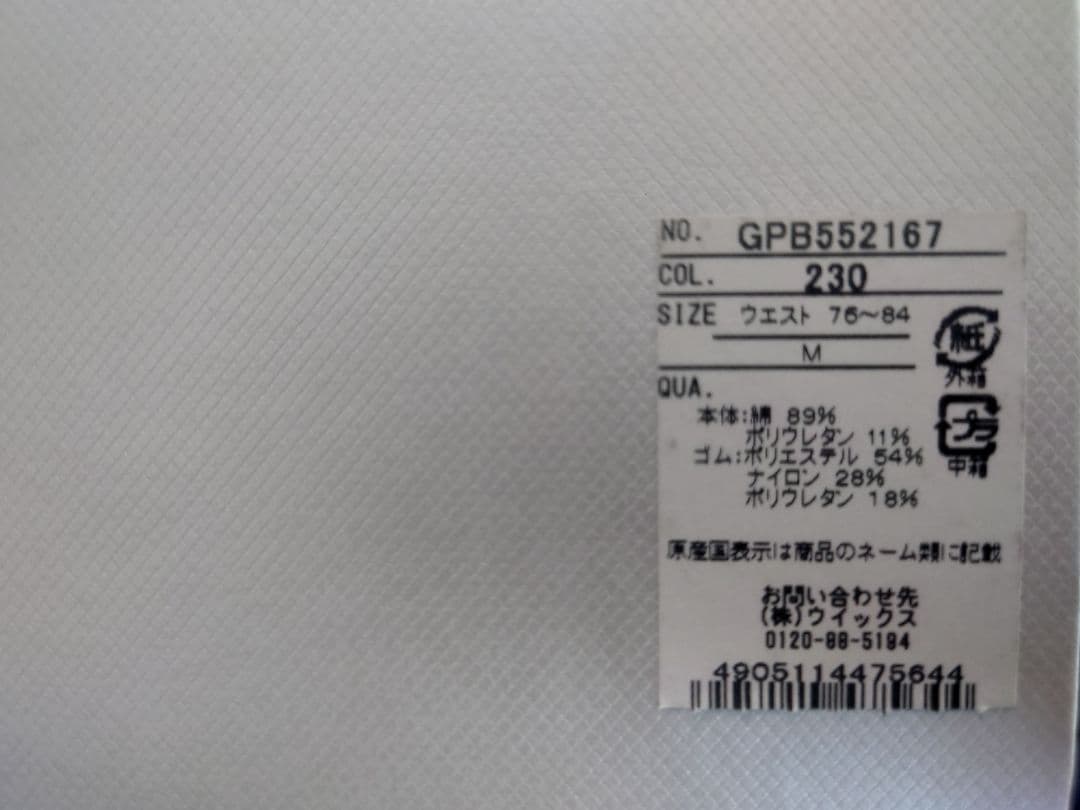 NO. GPB552167
COL. 230
SIZE ウエスト 76〜84
M
紙
外箱
QUA.
本体:綿 89%
ポリウレタン 11%
ゴム:ポリエステル 54%
ナイロン 28%
ポリウレタン 18%
プラ
中箱
原産国表示は商品のネーム類に記載
お問い合わせ先
(株)ウイックス
0120-88-5194
4905114475644